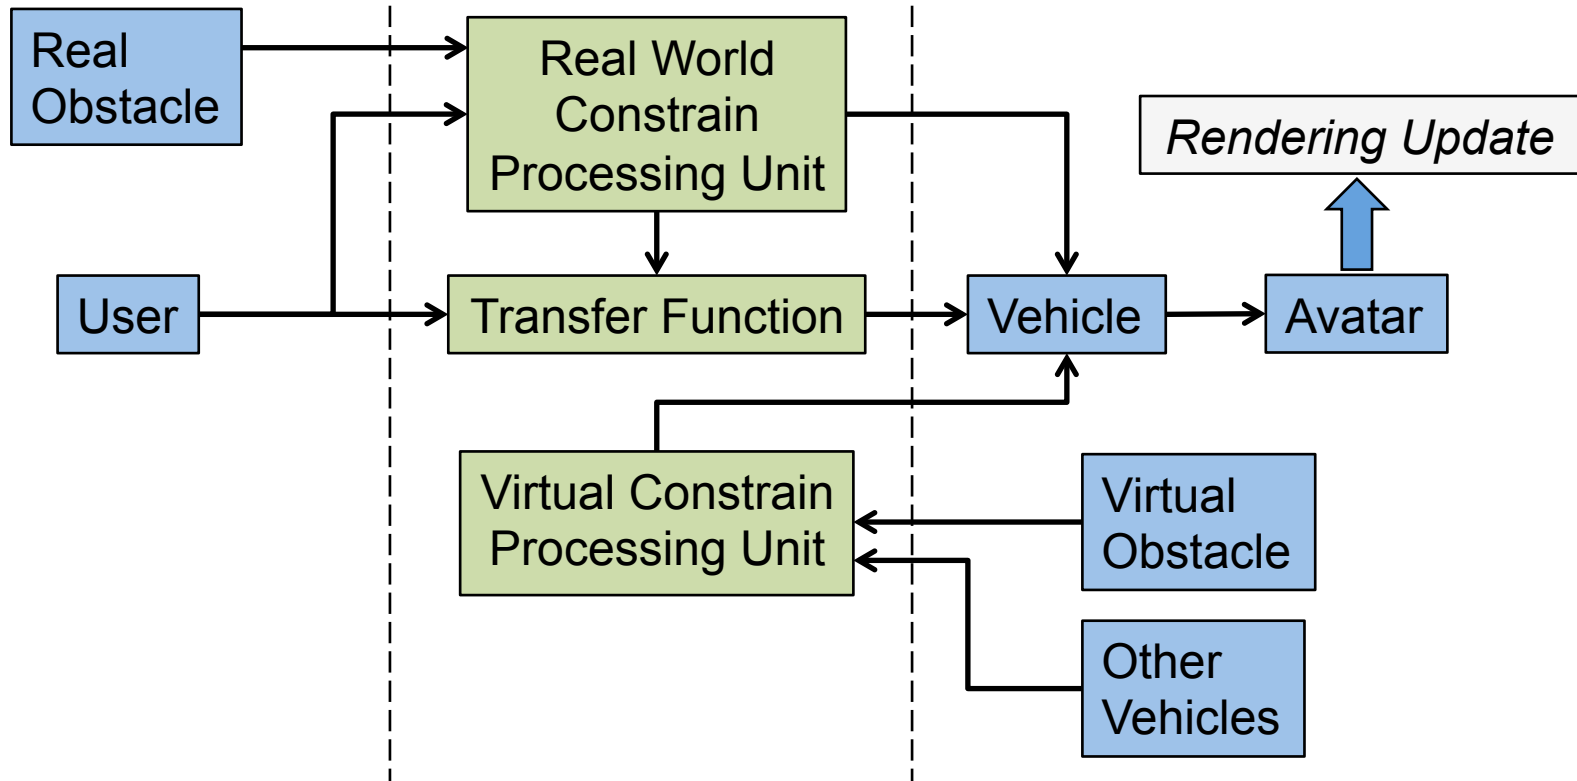 Real
Obstacle
Real World
Constrain
Processing Unit
Rendering Update
User
Transfer Function
Vehicle
Avatar
Virtual Constrain
Processing Unit
Virtual
Obstacle
Other
Vehicles